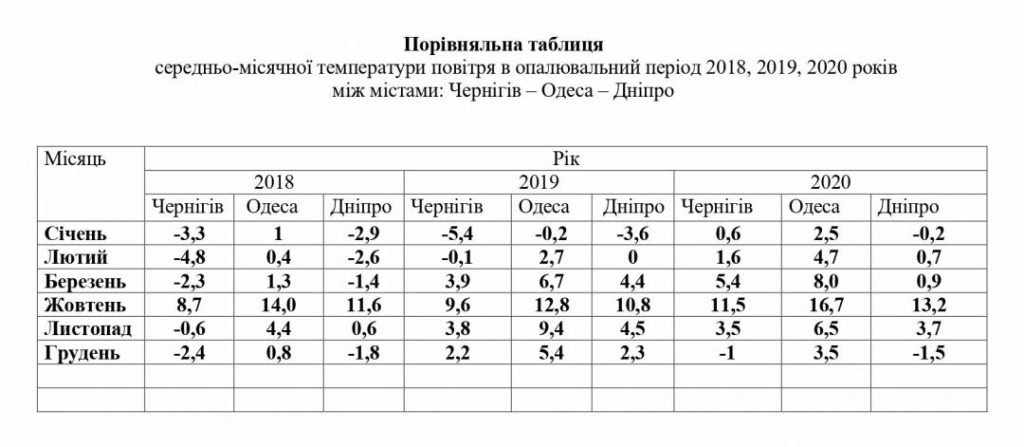 Порівняльна таблиця
середньо-місячної температури повітря в опалювальний період 2018, 2019, 2020 років
між містами: Чернігів – Одеса – Дніпро
Місяць Рік
2018 2019 2020
Чернігів Одеса Дніпро Чернігів Одеса Дніпро Чернігів Одеса Дніпро
Січень -3,3 1 -2,9 -5,4 -0,2 -3,6 0,6 2,5 -0,2
Лютий -4,8 0,4 -2,6 -0,1 2,7 0 1,6 4,7 0,7
Березень -2,3 1,3 -1,4 3,9 6,7 4,4 5,4 8,0 0,9
Жовтень 8,7 14,0 11,6 9,6 12,8 10,8 11,5 16,7 13,2
Листопад -0,6 4,4 0,6 3,8 9,4 4,5 3,5 6,5 3,7
Грудень -2,4 0,8 -1,8 2,2 5,4 2,3 -1 3,5 -1,5